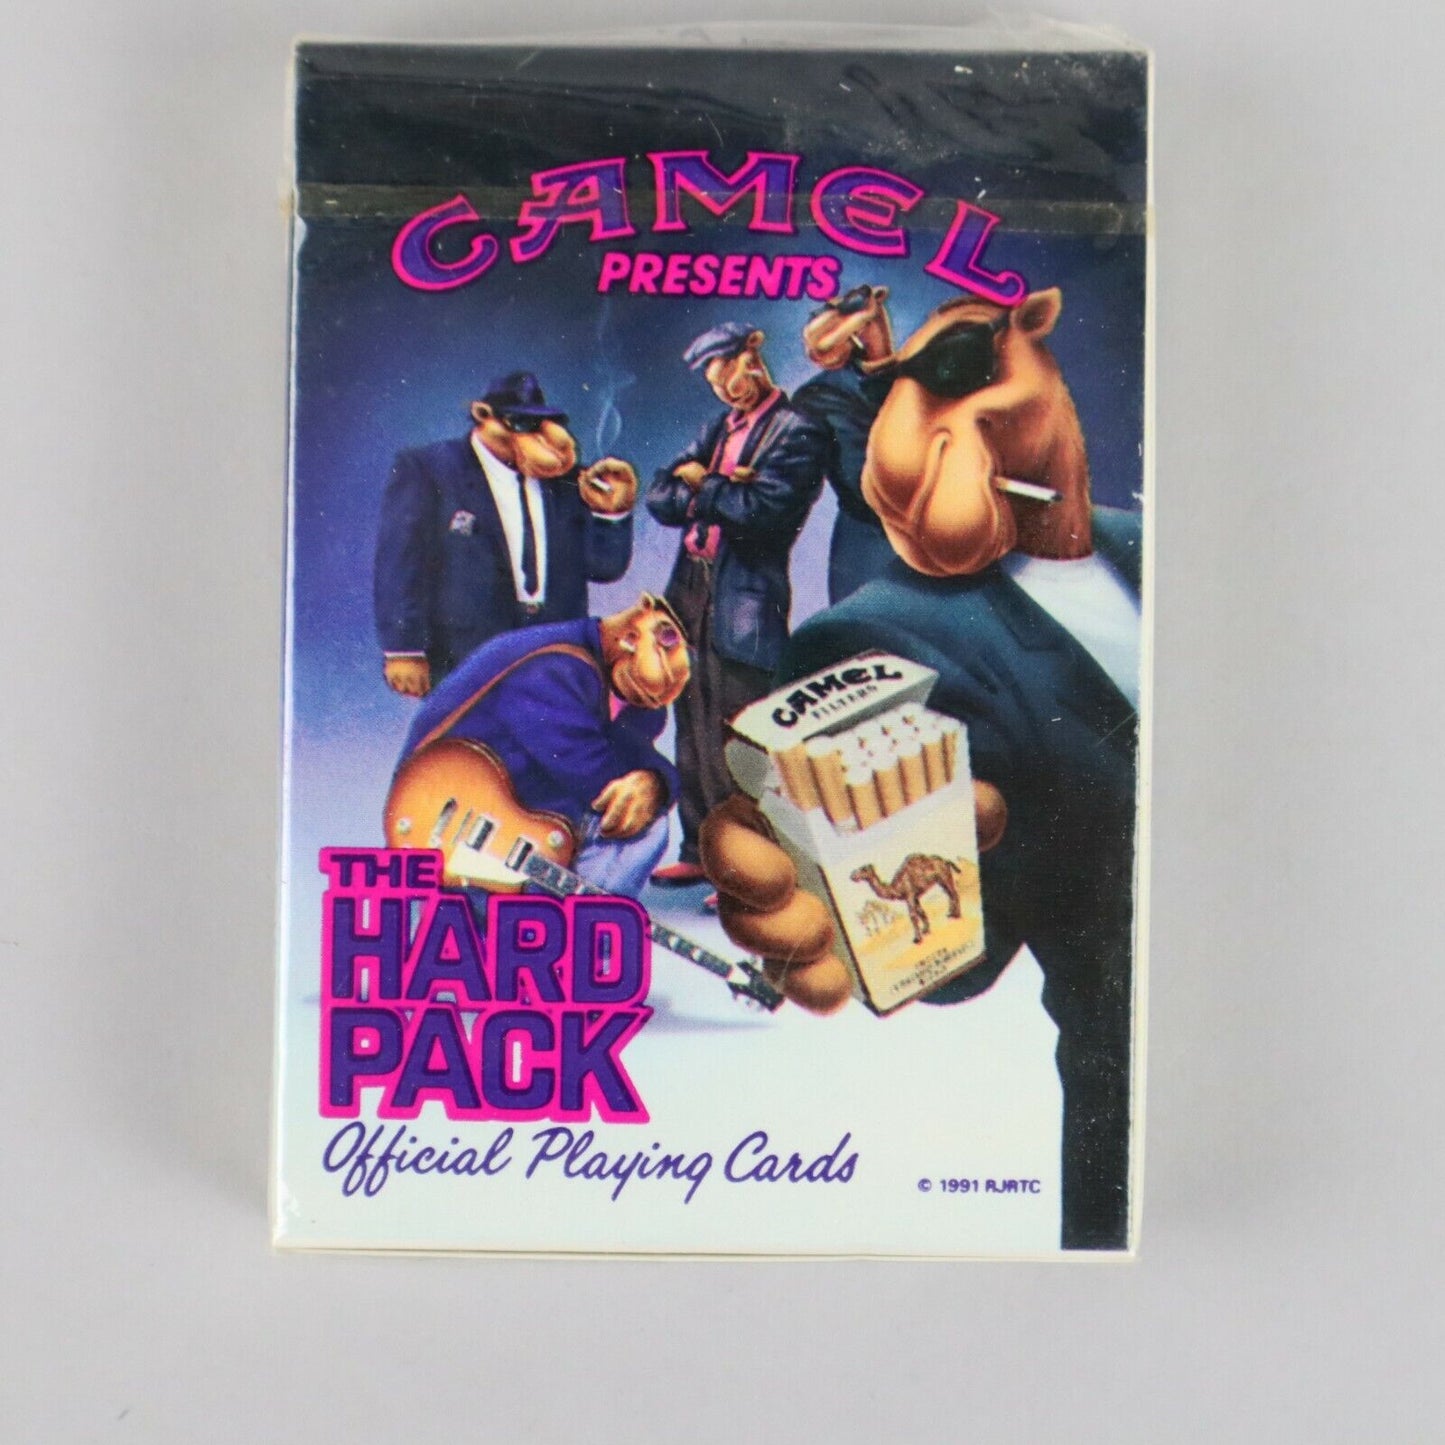 CAMEL
PRESENTS
CAMEL
FILTERS
THE
HARD
PACK
Official Playing Cards
© 1991 RJRTC